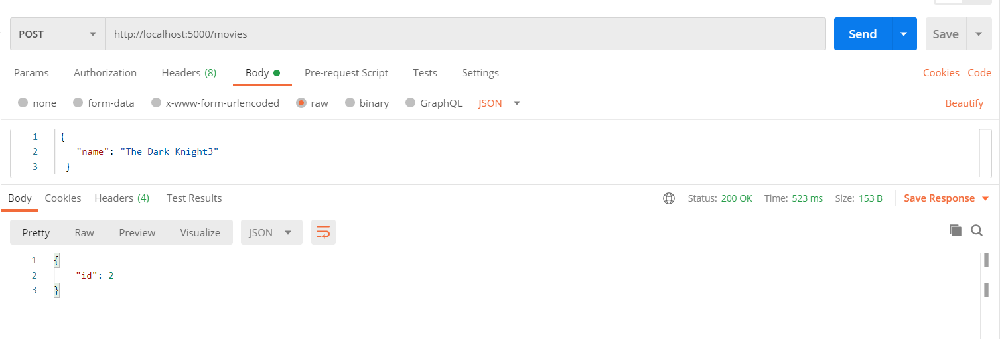 POST http://localhost:5000/movies Send Save
Params Authorization Headers (8) Body Pre-request Script Tests Settings Cookies Code
none form-data x-www-form-urlencoded raw binary GraphQL JSON Beautify
1 {
2 "name": "The Dark Knight3"
3 }
Body Cookies Headers (4) Test Results Status: 200 OK Time: 523 ms Size: 153 B Save Response
Pretty Raw Preview Visualize JSON
1 {
2 "id": 2
3 }